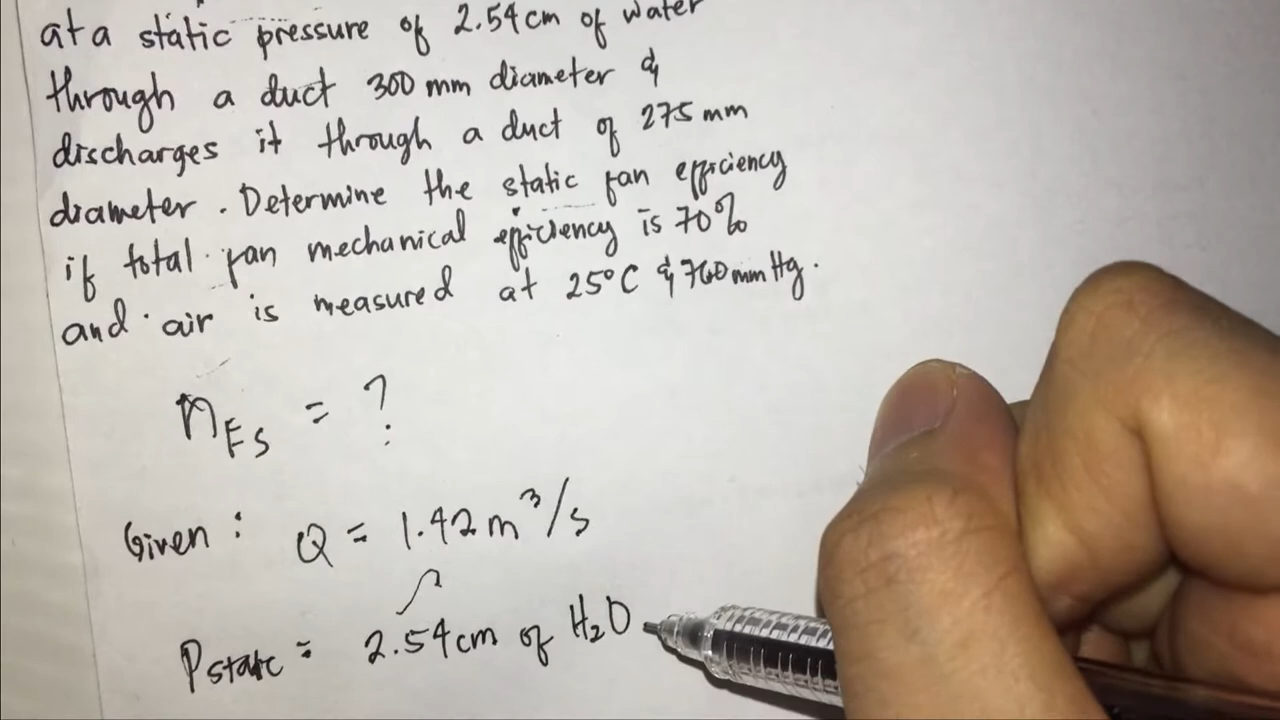 at a static pressure of 2.54 cm of water
through a duct 300 mm diameter &
discharges it through a duct of 275 mm
diameter. Determine the static fan efficiency
if total fan mechanical efficiency is 70%
and air is measured at 25°C & 760 mm Hg.
η_FS = ?
Given : Q = 1.42 m³/s
Pstatic = 2.54 cm of H₂O